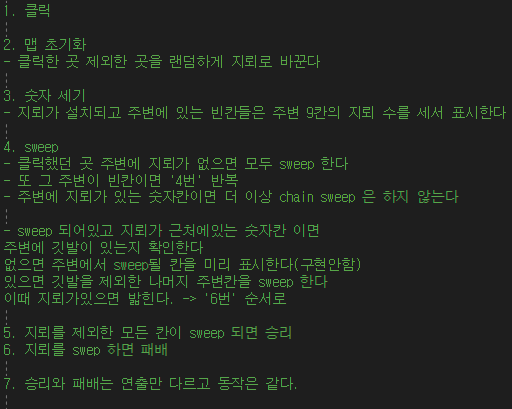 1. 클릭
2. 맵 초기화
- 클릭한 곳 제외한 곳을 랜덤하게 지뢰로 바꾼다
3. 숫자 세기
- 지뢰가 설치되고 주변에 있는 빈칸들은 주변 9칸의 지뢰 수를 세서 표시한다
4. sweep
- 클릭했던 곳 주변에 지뢰가 없으면 모두 sweep 한다
- 또 그 주변이 빈칸이면 '4번' 반복
- 주변에 지뢰가 있는 숫자칸이면 더 이상 chain sweep 은 하지 않는다
- sweep 되어있고 지뢰가 근처에있는 숫자칸 이면
주변에 깃발이 있는지 확인한다
없으면 주변에서 sweep될 칸을 미리 표시한다(구현안함)
있으면 깃발을 제외한 나머지 주변칸을 sweep 한다
이때 지뢰가있으면 밟힌다. -> '6번' 순서로
5. 지뢰를 제외한 모든 칸이 sweep 되면 승리
6. 지뢰를 swep 하면 패배
7. 승리와 패배는 연출만 다르고 동작은 같다.